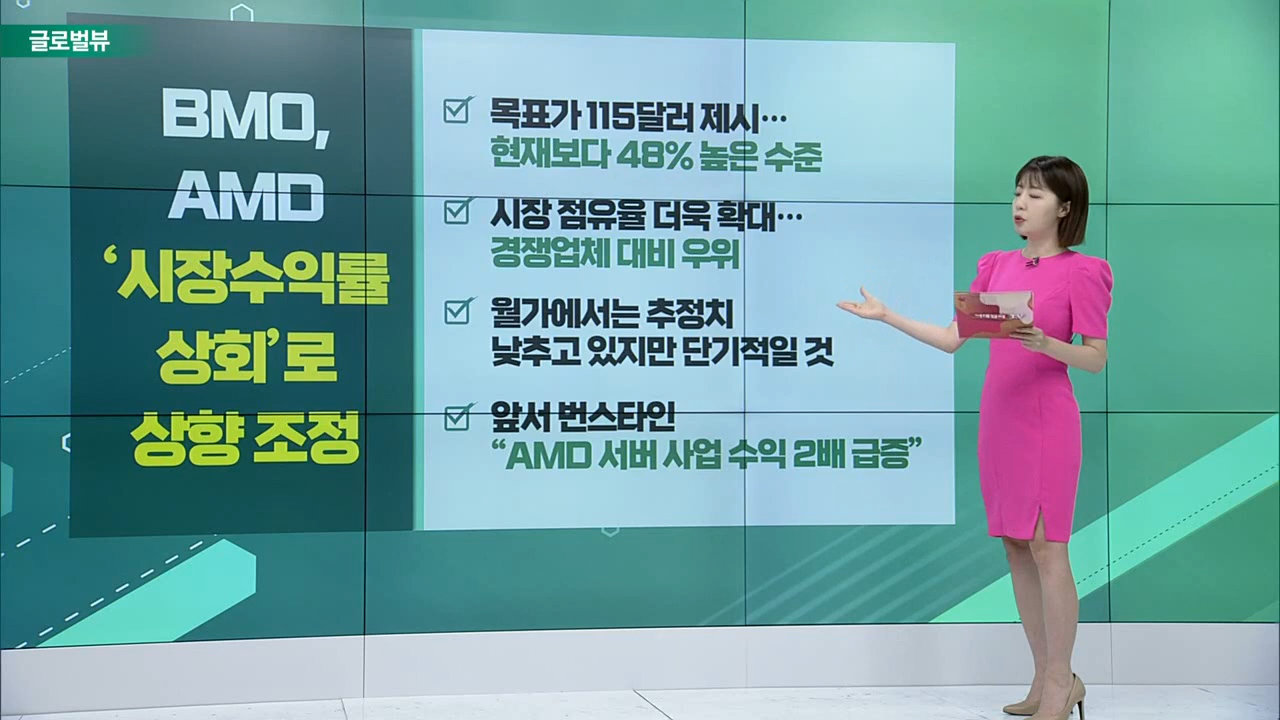 글로벌뷰
BMO,
AMD
‘시장수익률
상회’로
상향 조정
목표가 115달러 제시…
현재보다 48% 높은 수준
시장 점유율 더욱 확대…
경쟁업체 대비 우위
월가에서는 추정치
낮추고 있지만 단기적일 것
앞서 번스타인
“AMD 서버 사업 수익 2배 급증”